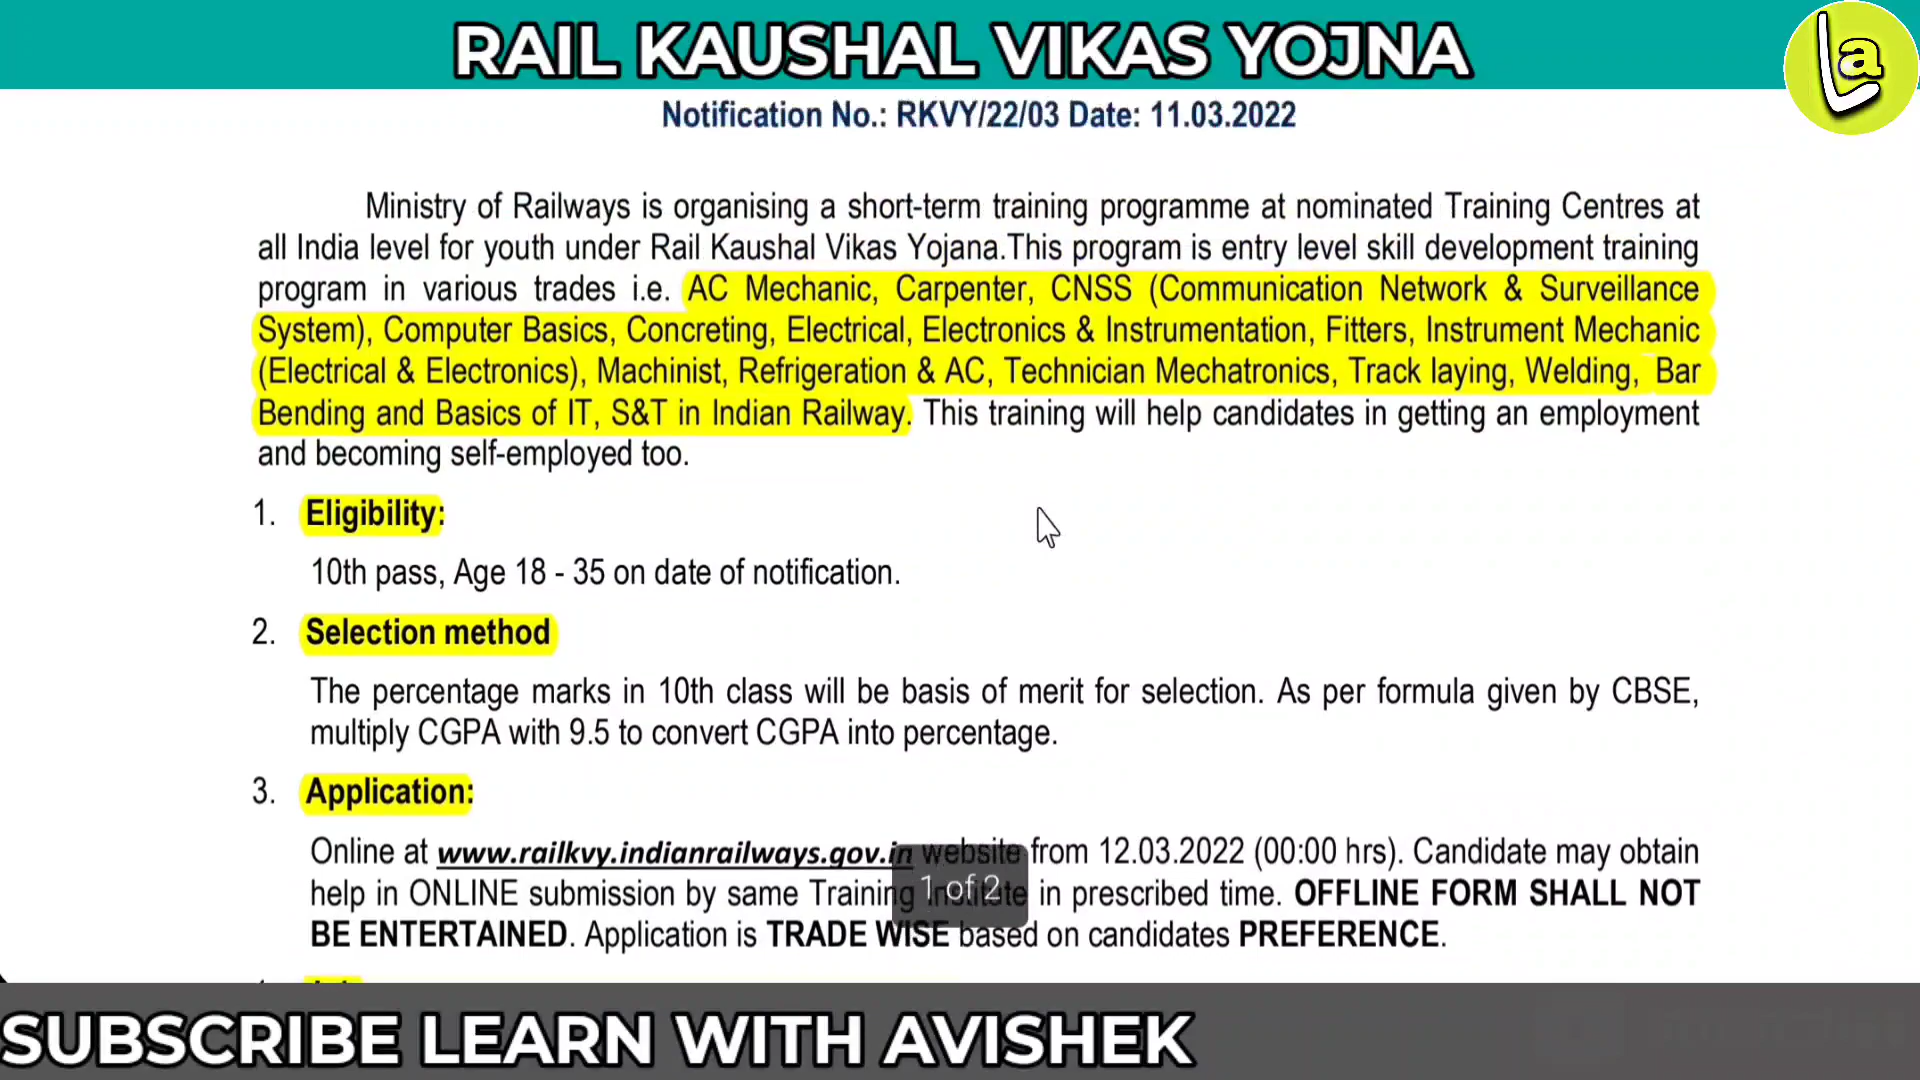 RAIL KAUSHAL VIKAS YOJNA
La
Notification No.: RKVY/22/03 Date: 11.03.2022
Ministry of Railways is organising a short-term training programme at nominated Training Centres at
all India level for youth under Rail Kaushal Vikas Yojana.This program is entry level skill development training
program in various trades i.e. AC Mechanic, Carpenter, CNSS (Communication Network & Surveillance
System), Computer Basics, Concreting, Electrical, Electronics & Instrumentation, Fitters, Instrument Mechanic
(Electrical & Electronics), Machinist, Refrigeration & AC, Technician Mechatronics, Track laying, Welding, Bar
Bending and Basics of IT, S&T in Indian Railway. This training will help candidates in getting an employment
and becoming self-employed too.
1. Eligibility:
10th pass, Age 18 - 35 on date of notification.
2. Selection method
The percentage marks in 10th class will be basis of merit for selection. As per formula given by CBSE,
multiply CGPA with 9.5 to convert CGPA into percentage.
3. Application:
Online at www.railkvy.indianrailways.gov.in website from 12.03.2022 (00:00 hrs). Candidate may obtain
help in ONLINE submission by same Training Institute in prescribed time. OFFLINE FORM SHALL NOT
1 of 2
BE ENTERTAINED. Application is TRADE WISE based on candidates PREFERENCE.
SUBSCRIBE LEARN WITH AVISHEK